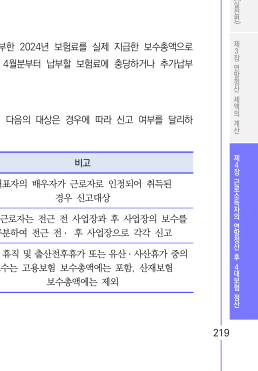 부한 2024년 보험료를 실제 지급한 보수총액으로
4월분부터 납부할 보험료에 충당하거나 추가납부
다음의 대상은 경우에 따라 신고 여부를 달리하
비고
대표자의 배우자가 근로자로 인정되어 취득된
경우 신고대상
근로자는 전근 전 사업장과 후 사업장의 보수를
구분하여 전근 전· 후 사업장으로 각각 신고
휴직 및 출산전후휴가 또는 유산·사산휴가 중의
보수는 고용보험 보수총액에는 포함, 산재보험
보수총액에는 제외
제3장 연말정산 세액의 계산
제4장 근로소득자의 연말정산 후 4대보험 정산
219